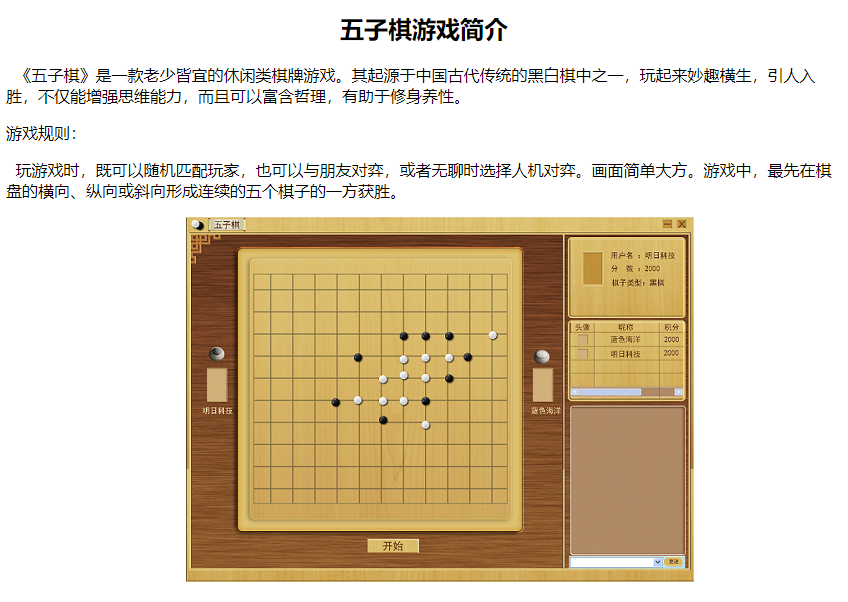 五子棋游戏简介
《五子棋》是一款老少皆宜的休闲类棋牌游戏。其起源于中国古代传统的黑白棋中之一，玩起来妙趣横生，引人入
胜，不仅能增强思维能力，而且可以富含哲理，有助于修身养性。
游戏规则：
玩游戏时，既可以随机匹配玩家，也可以与朋友对弈，或者无聊时选择人机对弈。画面简单大方。游戏中，最先在棋
盘的横向、纵向或斜向形成连续的五个棋子的一方获胜。
五子棋
用户名：明日科技
分 数：2000
棋子类型：黑棋
头像 昵称 积分
蓝色海洋 2000
明日科技 2000
明日科技
蓝色海洋
开始
发送